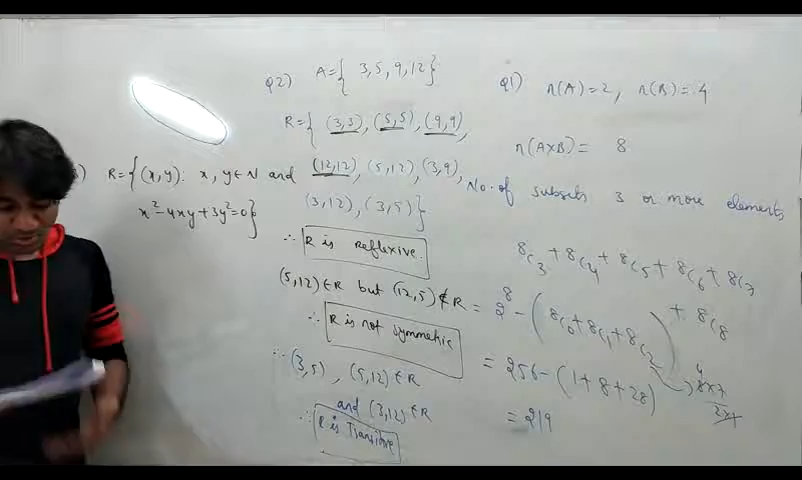 ) R={(x,y): x, y ∈ N and
x²-4xy+3y²=0}
Q2) A={ 3,5,9,12}
R={ (3,3), (5,5), (9,9),
(12,12), (5,12), (3,9),
(3,12), (3,5)}
∴ R is reflexive.
(5,12)∈R but (12,5)∉R
∴ R is not symmetric
∵ (3,5), (5,12)∈R
and (3,12)∈R
∴ R is Transitive
Q1) n(A)=2, n(B)=4
n(AxB)= 8
No. of subsets 3 or more elements
8C3+8C4+8C5+8C6+8C7
+8C8
= 2⁸-(8C0+8C1+8C2)
= 256-(1+8+28)
= 219